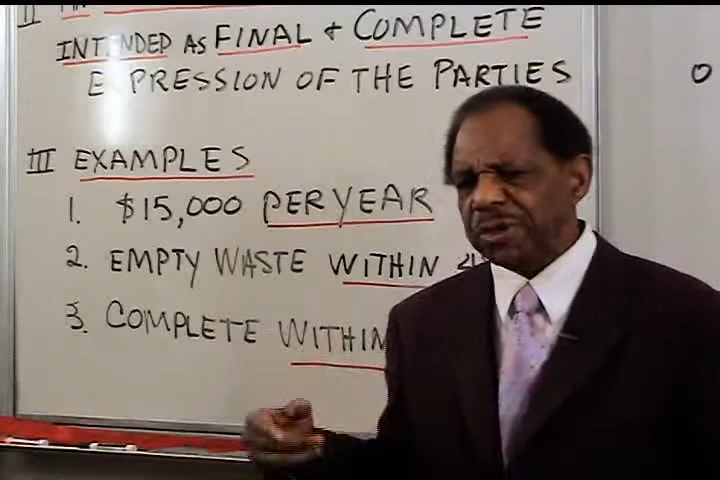 II
INTENDED AS FINAL + COMPLETE
EXPRESSION OF THE PARTIES
III EXAMPLES
1. $15,000 PER YEAR
2. EMPTY WASTE WITHIN
3. COMPLETE WITHIN